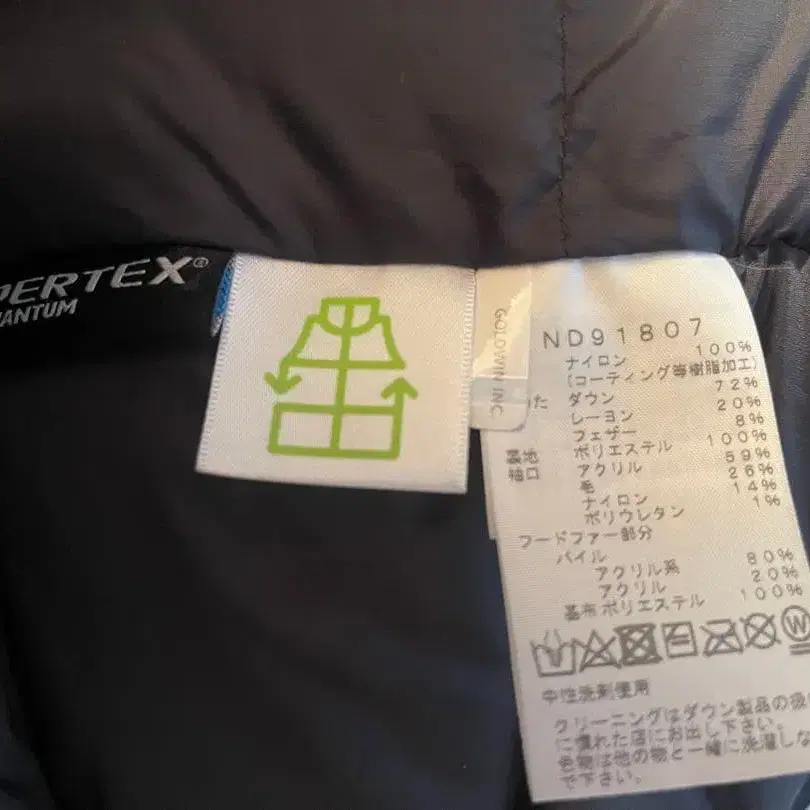 PERTEX®
QUANTUM
GOLDWIN INC.
ND91807
ナイロン 100%
(コーティング等樹脂加工)
た ダウン 72%
レーヨン 20%
フェザー 8%
裏地 ポリエステル 100%
袖口 アクリル 59%
毛 26%
ナイロン 14%
ポリウレタン 1%
フードファー部分
パイル
アクリル系 80%
アクリル 20%
基布 ポリエステル 100%
W
中性洗剤使用
クリーニングはダウン製品の扱
に慣れた店にお出し下さい。
色物は他の物と一緒に洗濯しな
で下さい。